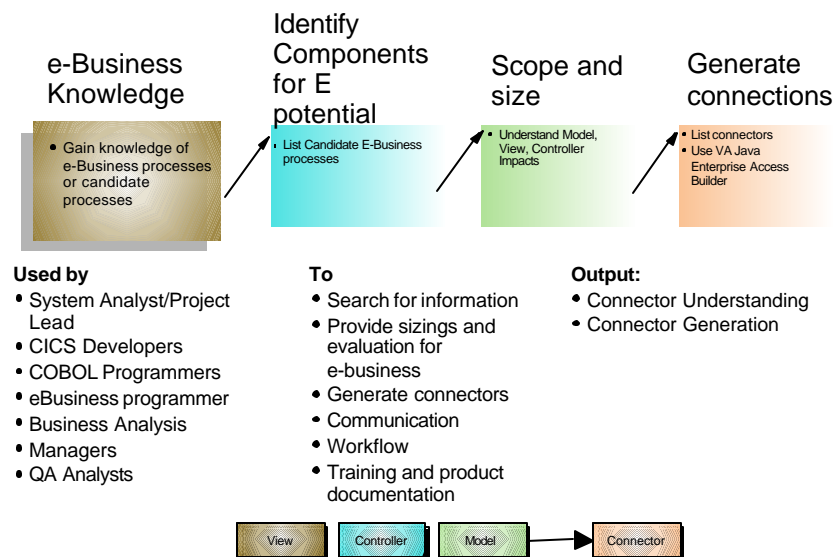 e-Business
Knowledge
Identify
Components
for E
potential
Scope and
size
Generate
connections
• Gain knowledge of
e-Business processes
or candidate
processes
• List Candidate E-Business
processes
• Understand Model,
View, Controller
Impacts
• List connectors
• Use VA Java
Enterprise Access
Builder
Used by
• System Analyst/Project
Lead
• CICS Developers
• COBOL Programmers
• eBusiness programmer
• Business Analysis
• Managers
• QA Analysts
To
• Search for information
• Provide sizings and
evaluation for
e-business
• Generate connectors
• Communication
• Workflow
• Training and product
documentation
Output:
• Connector Understanding
• Connector Generation
View
Controller
Model
Connector